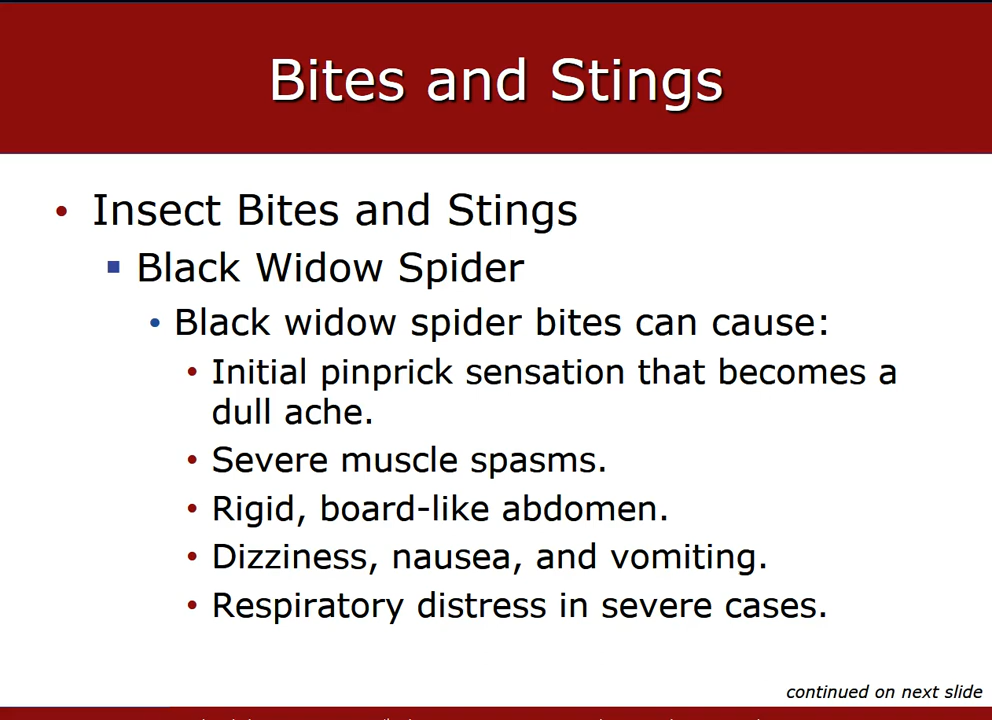 Bites and Stings
• Insect Bites and Stings
▪ Black Widow Spider
• Black widow spider bites can cause:
• Initial pinprick sensation that becomes a
dull ache.
• Severe muscle spasms.
• Rigid, board-like abdomen.
• Dizziness, nausea, and vomiting.
• Respiratory distress in severe cases.
continued on next slide